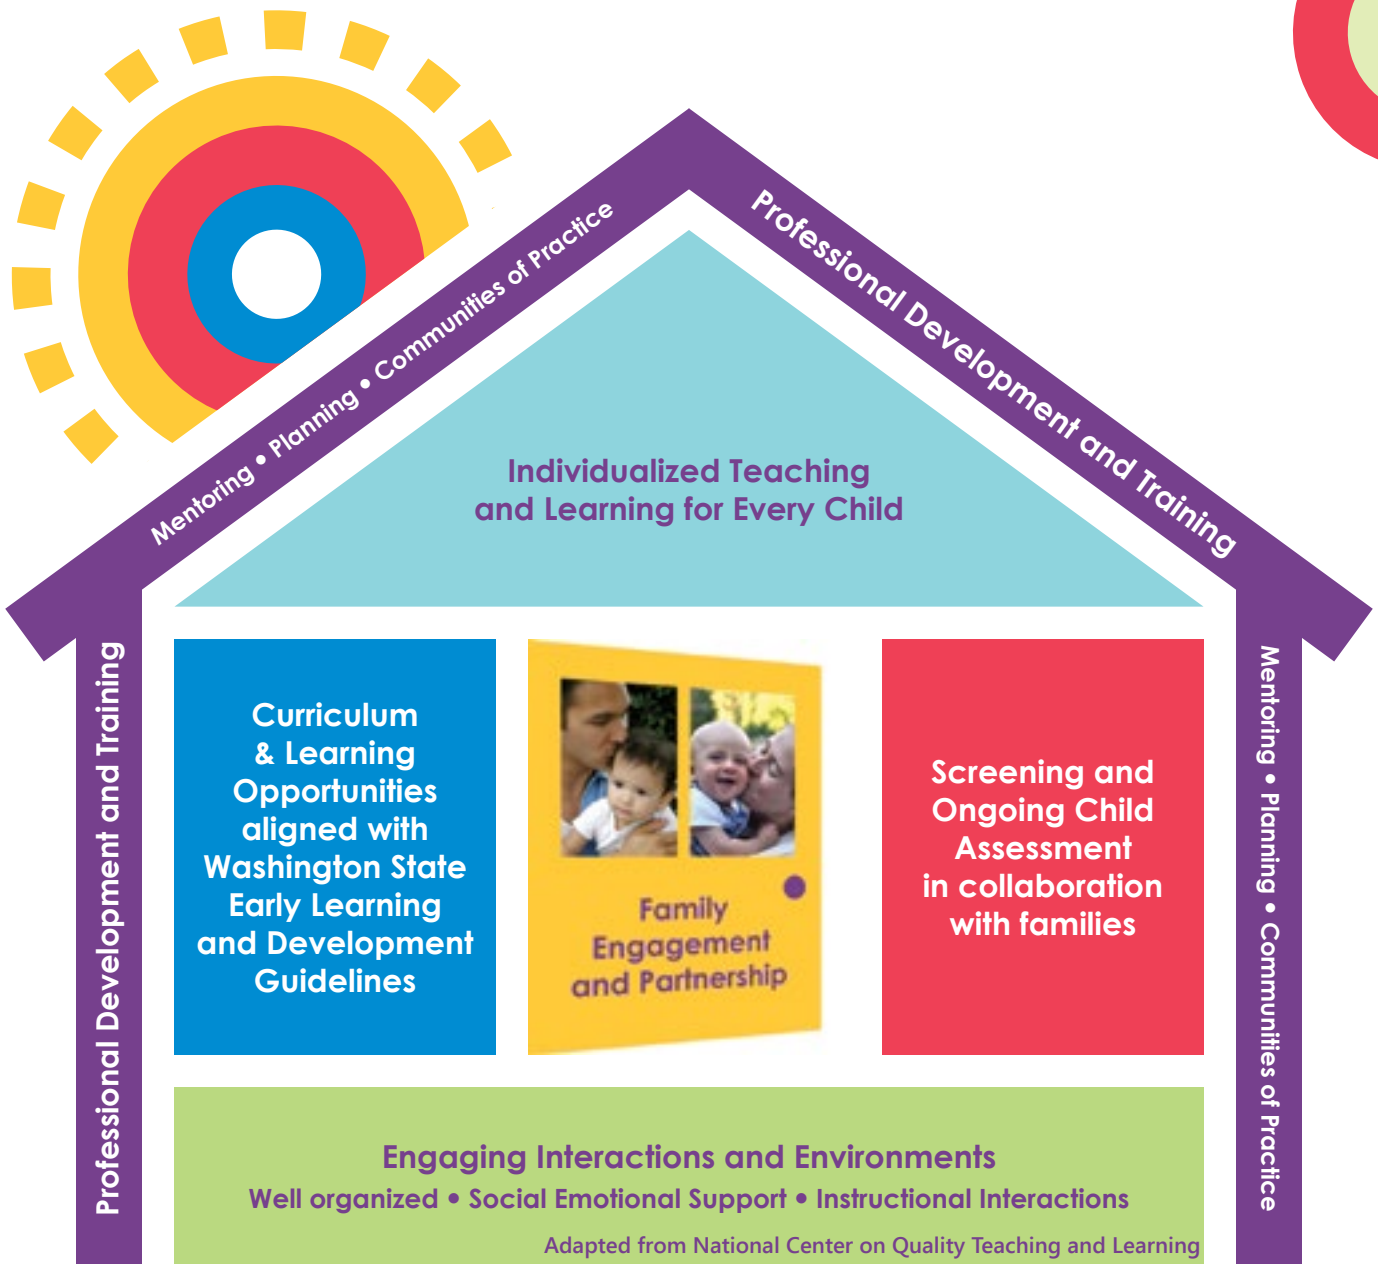 Mentoring • Planning • Communities of Practice
Professional Development and Training
Individualized Teaching
and Learning for Every Child
Professional Development and Training
Curriculum
& Learning
Opportunities
aligned with
Washington State
Early Learning
and Development
Guidelines
Family
Engagement
and Partnership
Screening and
Ongoing Child
Assessment
in collaboration
with families
Mentoring • Planning • Communities of Practice
Engaging Interactions and Environments
Well organized • Social Emotional Support • Instructional Interactions
Adapted from National Center on Quality Teaching and Learning